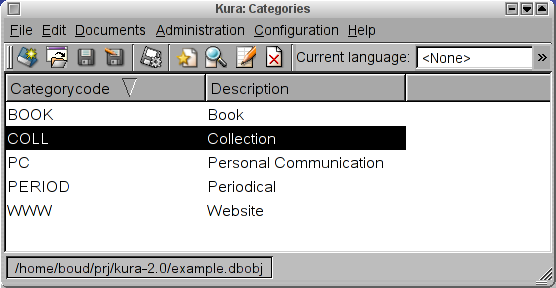 Kura: Categories
File Edit Documents Administration Configuration Help
Current language: <None> »
Categorycode Description
BOOK Book
COLL Collection
PC Personal Communication
PERIOD Periodical
WWW Website
/home/boud/prj/kura-2.0/example.dbobj